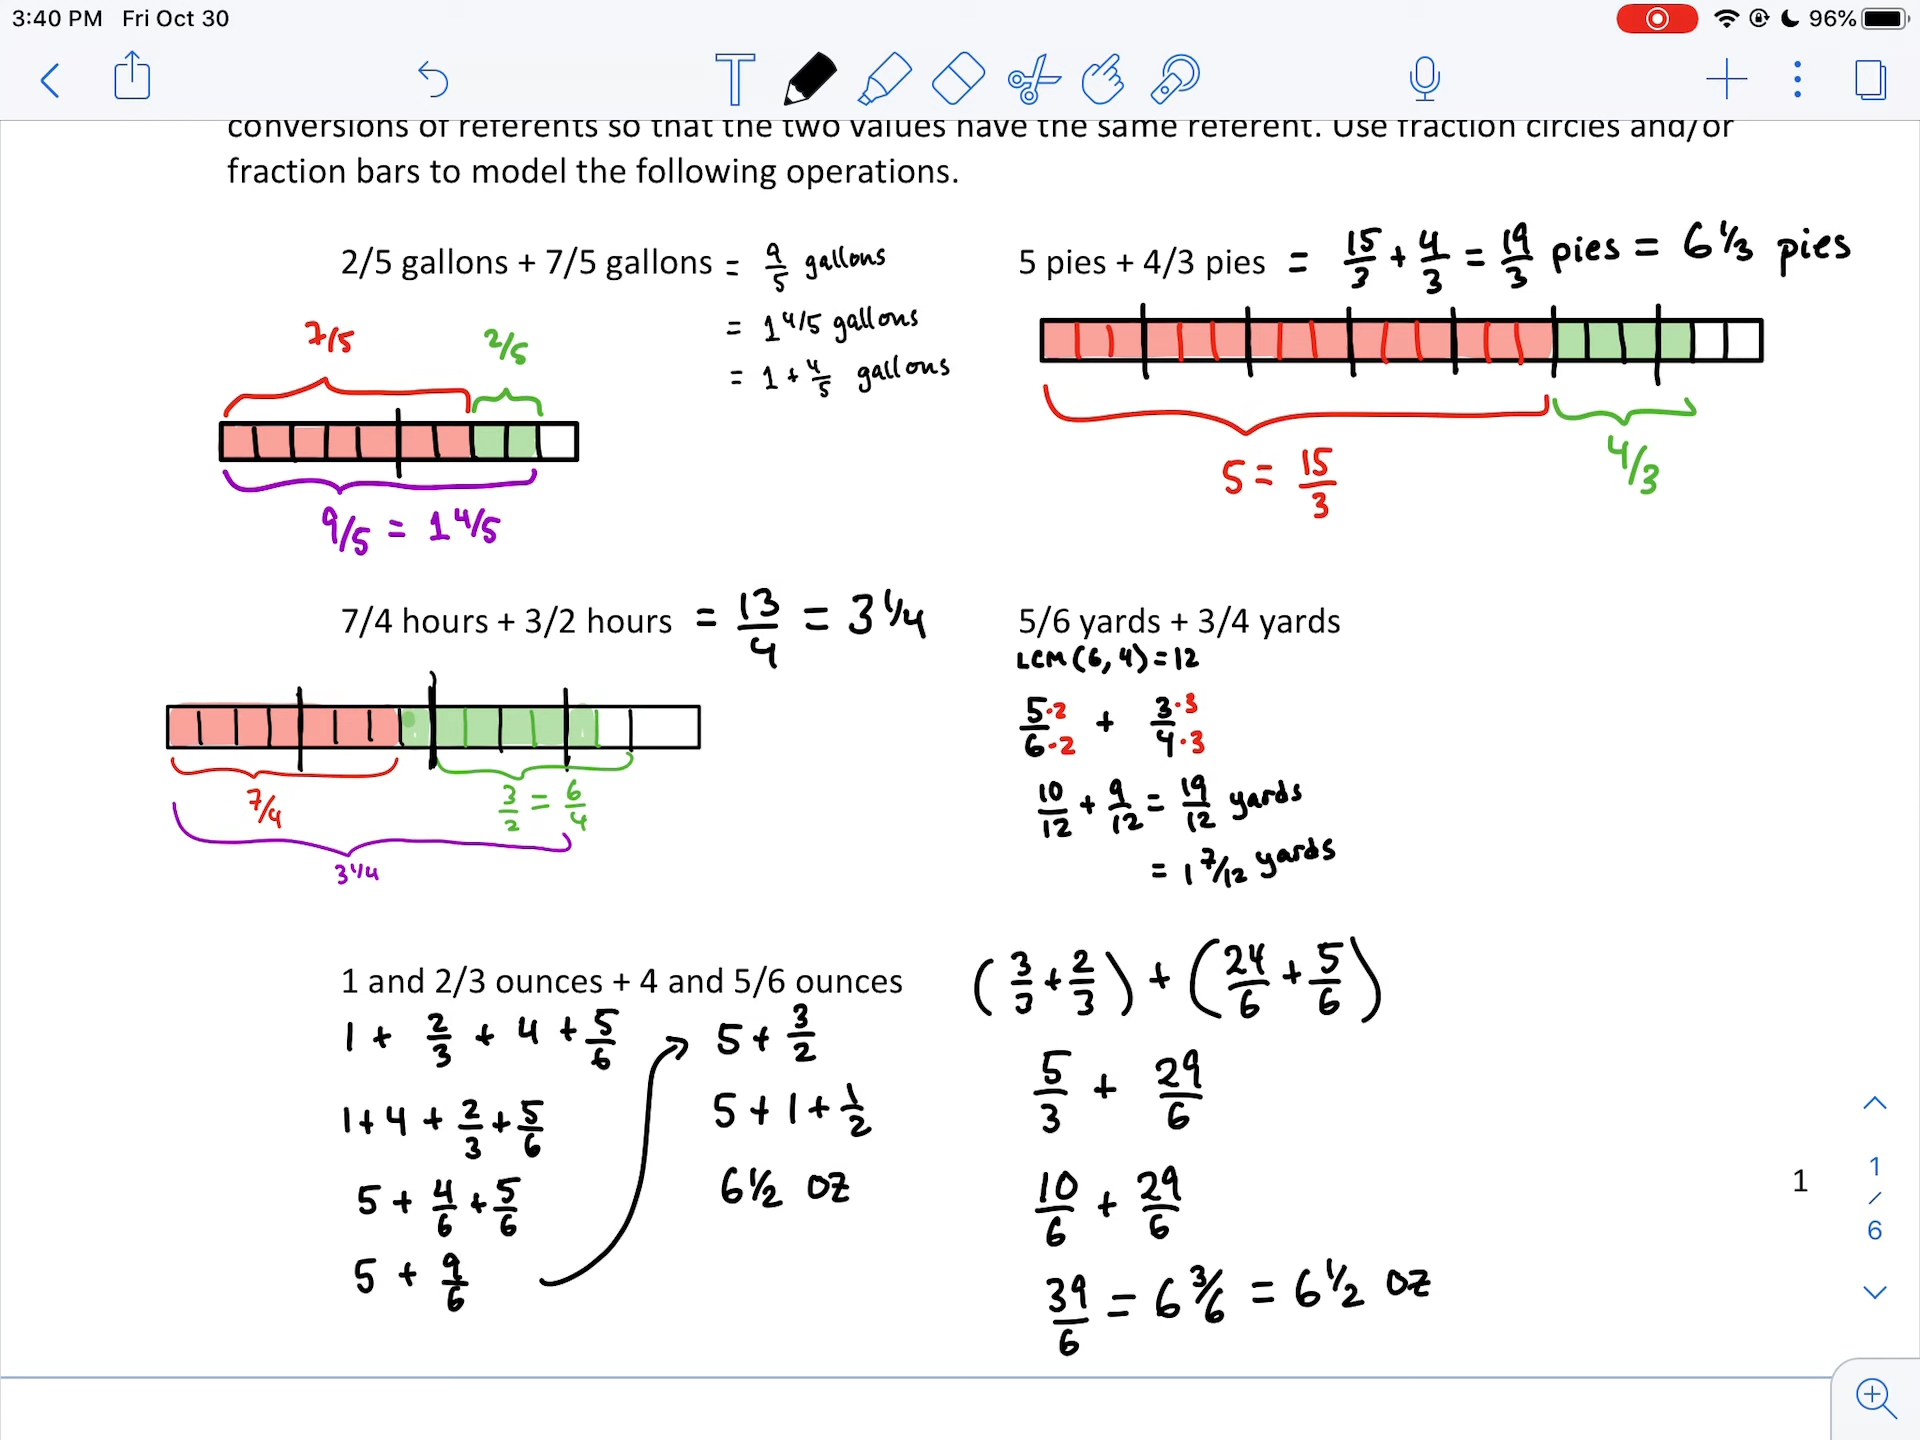 3:40 PM Fri Oct 30
96%
conversions of referents so that the two values have the same referent. Use fraction circles and/or
fraction bars to model the following operations.
2/5 gallons + 7/5 gallons = 9/5 gallons
= 1 4/5 gallons
= 1 + 4/5 gallons
7/5 2/5
9/5 = 1 4/5
5 pies + 4/3 pies = 15/3 + 4/3 = 19/3 pies = 6 1/3 pies
5 = 15/3
4/3
7/4 hours + 3/2 hours = 13/4 = 3 1/4
7/4
3/2 = 6/4
3 1/4
5/6 yards + 3/4 yards
LCM (6, 4) = 12
5·2/6·2 + 3·3/4·3
10/12 + 9/12 = 19/12 yards
= 1 7/12 yards
1 and 2/3 ounces + 4 and 5/6 ounces
1 + 2/3 + 4 + 5/6
1 + 4 + 2/3 + 5/6
5 + 4/6 + 5/6
5 + 9/6
5 + 3/2
5 + 1 + 1/2
6 1/2 oz
(3/3 + 2/3) + (24/6 + 5/6)
5/3 + 29/6
10/6 + 29/6
39/6 = 6 3/6 = 6 1/2 oz
1
1
/
6